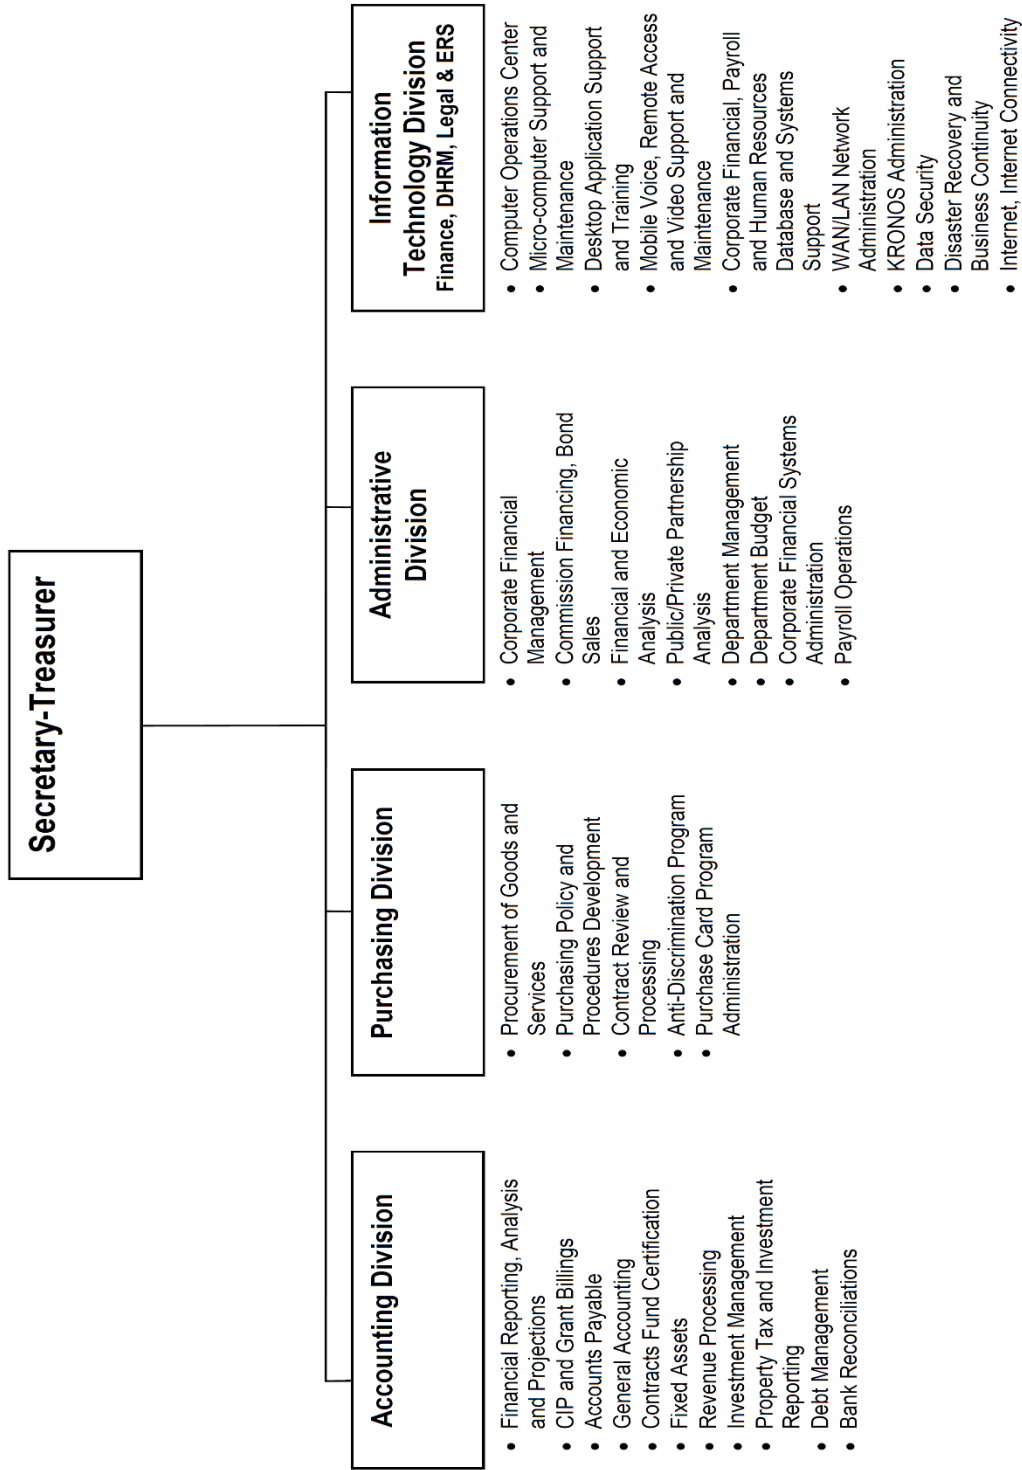 Secretary-Treasurer
Accounting Division
• Financial Reporting, Analysis
and Projections
• CIP and Grant Billings
• Accounts Payable
• General Accounting
• Contracts Fund Certification
• Fixed Assets
• Revenue Processing
• Investment Management
• Property Tax and Investment
Reporting
• Debt Management
• Bank Reconciliations
Purchasing Division
• Procurement of Goods and
Services
• Purchasing Policy and
Procedures Development
• Contract Review and
Processing
• Anti-Discrimination Program
• Purchase Card Program
Administration
Administrative
Division
• Corporate Financial
Management
• Commission Financing, Bond
Sales
• Financial and Economic
Analysis
• Public/Private Partnership
Analysis
• Department Management
• Department Budget
• Corporate Financial Systems
Administration
• Payroll Operations
Information
Technology Division
Finance, DHRM, Legal & ERS
• Computer Operations Center
• Micro-computer Support and
Maintenance
• Desktop Application Support
and Training
• Mobile Voice, Remote Access
and Video Support and
Maintenance
• Corporate Financial, Payroll
and Human Resources
Database and Systems
Support
• WAN/LAN Network
Administration
• KRONOS Administration
• Data Security
• Disaster Recovery and
Business Continuity
• Internet, Internet Connectivity